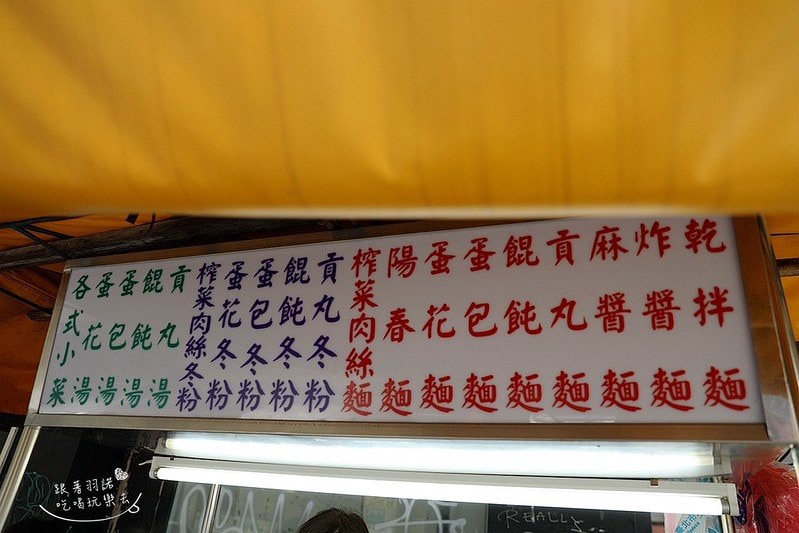 乾拌麵
炸醬麵
麻醬麵
貢丸麵
餛飩麵
蛋包麵
蛋花麵
陽春麵
榨菜肉絲麵
貢丸冬粉
餛飩冬粉
蛋包冬粉
蛋花冬粉
榨菜肉絲冬粉
貢丸湯
餛飩湯
蛋包湯
蛋花湯
各式小菜
跟著羽諾
吃喝玩樂去
REALLY